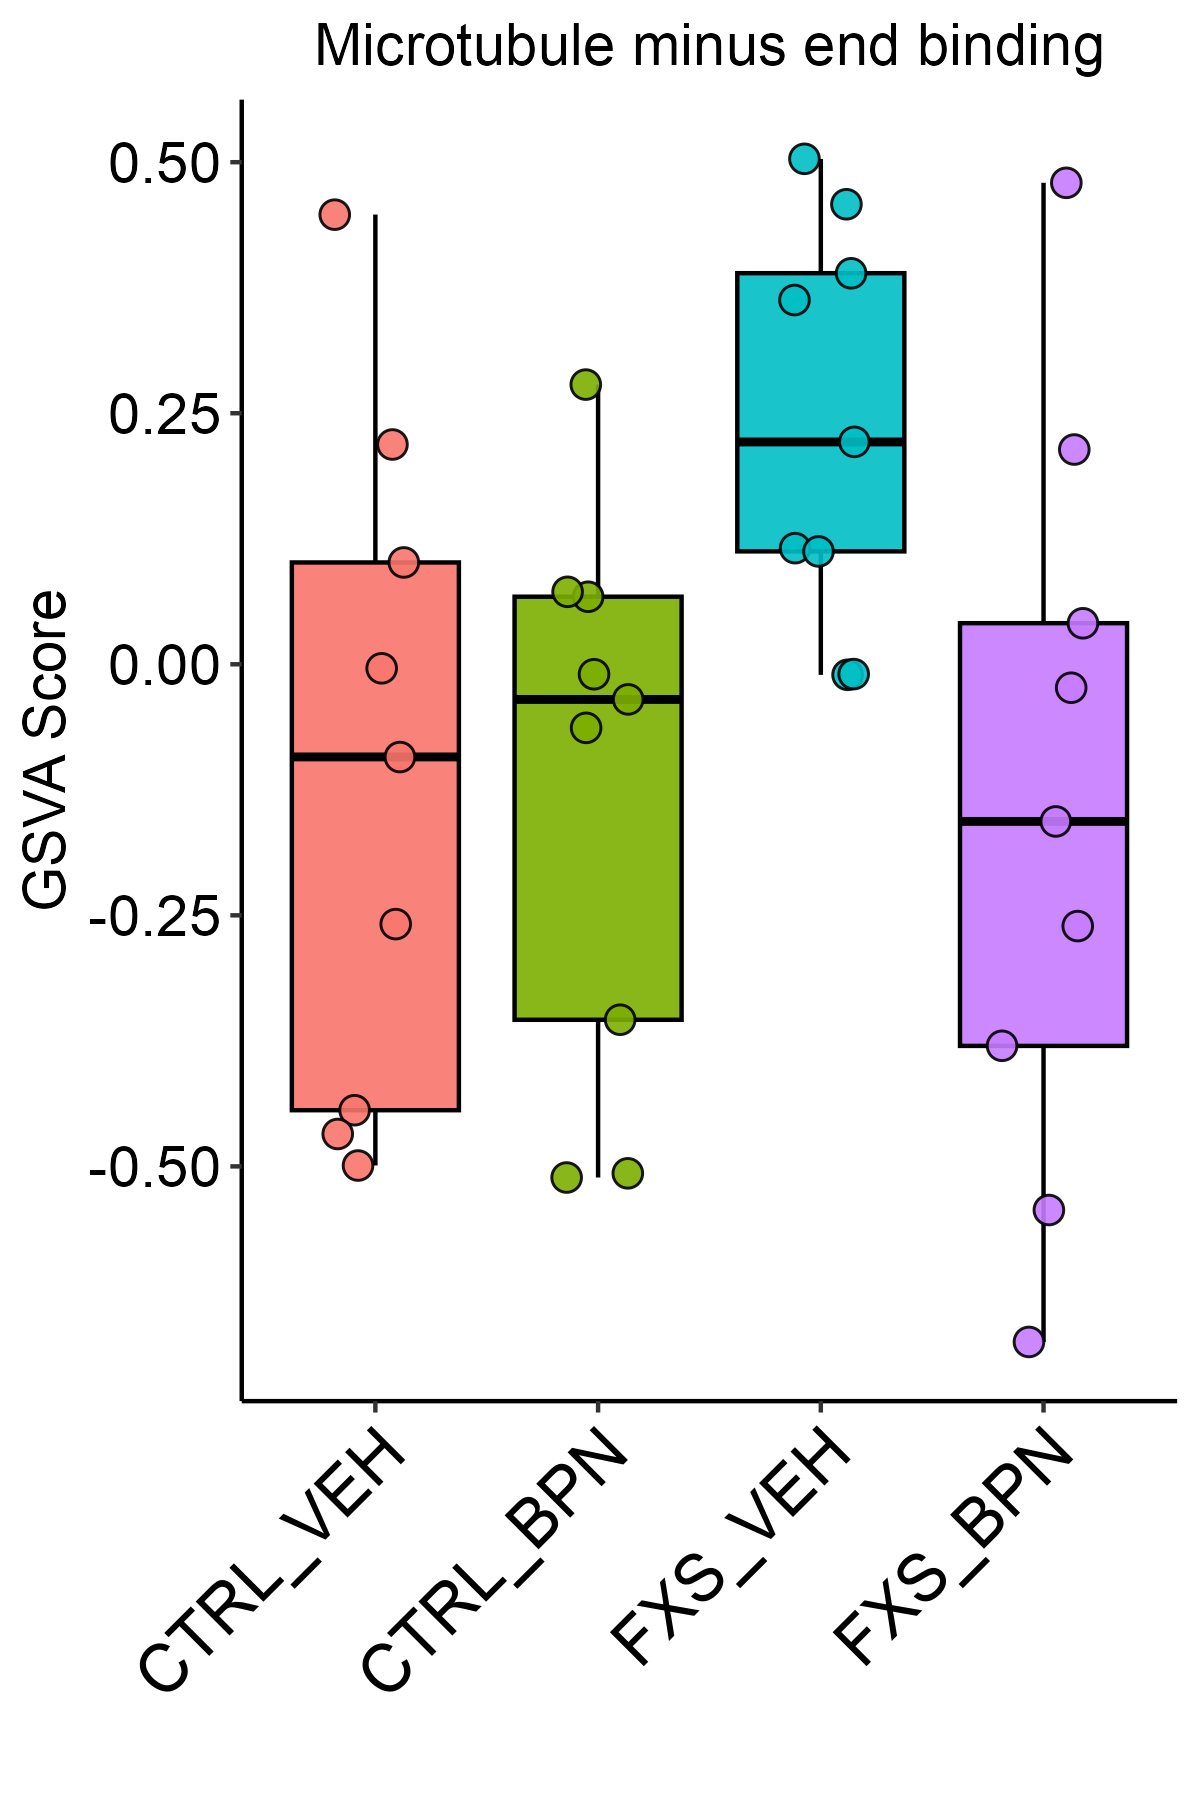 Microtubule minus end binding
GSVA Score
0.50
0.25
0.00
-0.25
-0.50
CTRL_VEH
CTRL_BPN
FXS_VEH
FXS_BPN